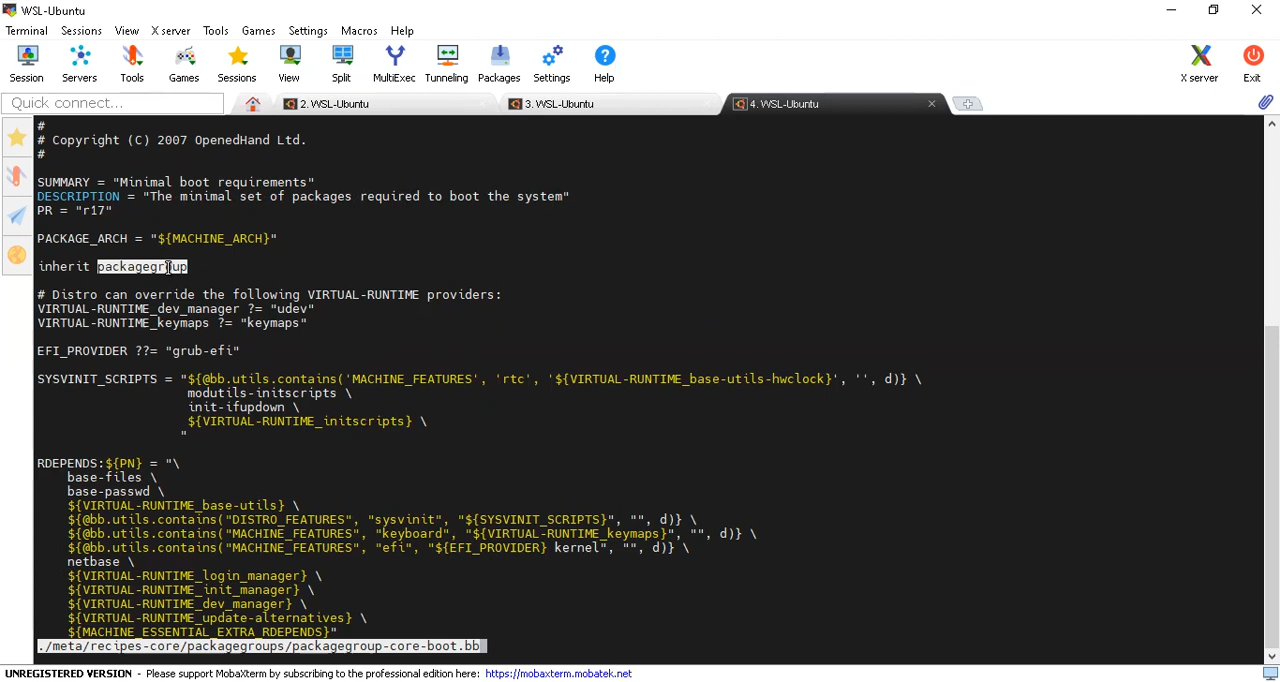 WSL-Ubuntu
Terminal Sessions View X server Tools Games Settings Macros Help
Session Servers Tools Games Sessions View Split MultiExec Tunneling Packages Settings Help X server Exit
Quick connect... 2. WSL-Ubuntu 3. WSL-Ubuntu 4. WSL-Ubuntu
#
# Copyright (C) 2007 OpenedHand Ltd.
#
SUMMARY = "Minimal boot requirements"
DESCRIPTION = "The minimal set of packages required to boot the system"
PR = "r17"
PACKAGE_ARCH = "${MACHINE_ARCH}"
inherit packagegroup
# Distro can override the following VIRTUAL-RUNTIME providers:
VIRTUAL-RUNTIME_dev_manager ?= "udev"
VIRTUAL-RUNTIME_keymaps ?= "keymaps"
EFI_PROVIDER ??= "grub-efi"
SYSVINIT_SCRIPTS = "${@bb.utils.contains('MACHINE_FEATURES', 'rtc', '${VIRTUAL-RUNTIME_base-utils-hwclock}', '', d)} \
modutils-initscripts \
init-ifupdown \
${VIRTUAL-RUNTIME_initscripts} \
"
RDEPENDS:${PN} = "\
base-files \
base-passwd \
${VIRTUAL-RUNTIME_base-utils} \
${@bb.utils.contains("DISTRO_FEATURES", "sysvinit", "${SYSVINIT_SCRIPTS}", "", d)} \
${@bb.utils.contains("MACHINE_FEATURES", "keyboard", "${VIRTUAL-RUNTIME_keymaps}", "", d)} \
${@bb.utils.contains("MACHINE_FEATURES", "efi", "${EFI_PROVIDER} kernel", "", d)} \
netbase \
${VIRTUAL-RUNTIME_login_manager} \
${VIRTUAL-RUNTIME_init_manager} \
${VIRTUAL-RUNTIME_dev_manager} \
${VIRTUAL-RUNTIME_update-alternatives} \
${MACHINE_ESSENTIAL_EXTRA_RDEPENDS}"
./meta/recipes-core/packagegroups/packagegroup-core-boot.bb
UNREGISTERED VERSION - Please support MobaXterm by subscribing to the professional edition here: https://mobaxterm.mobatek.net